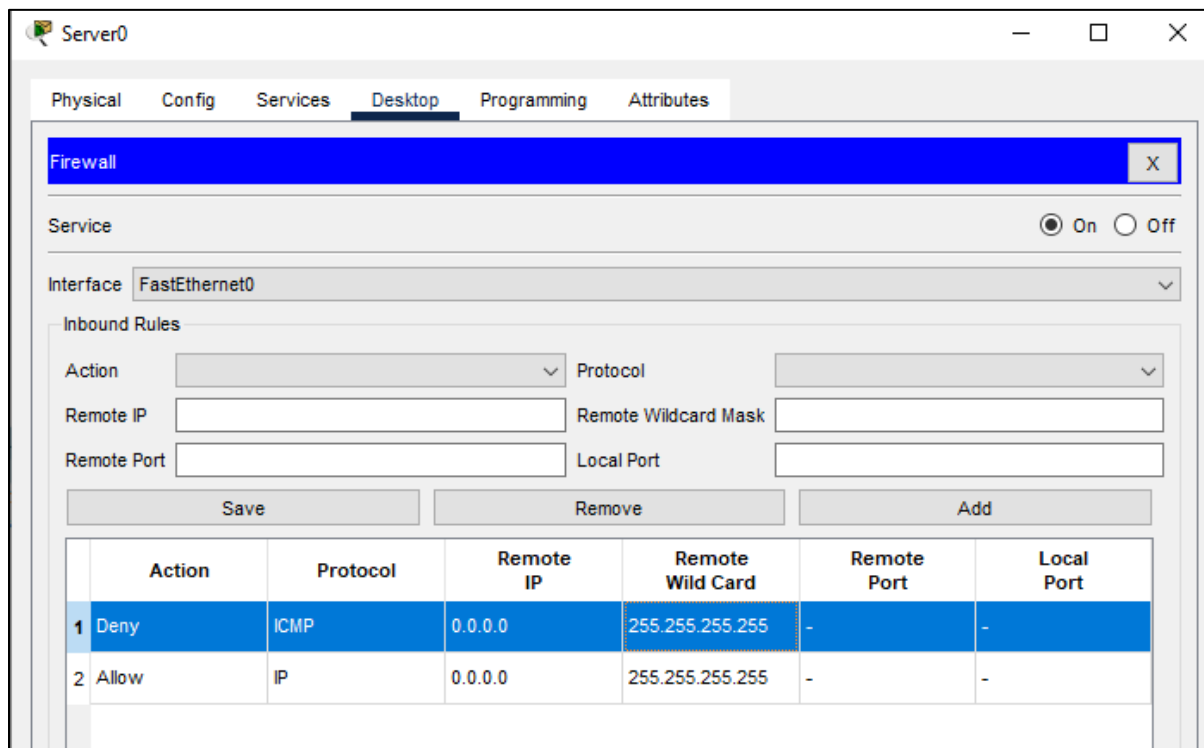 Server0
Physical Config Services Desktop Programming Attributes
Firewall X
Service On Off
Interface FastEthernet0
Inbound Rules
Action Protocol
Remote IP Remote Wildcard Mask
Remote Port Local Port
Save Remove Add
Action Protocol Remote IP Remote Wild Card Remote Port Local Port
1 Deny ICMP 0.0.0.0 255.255.255.255 - -
2 Allow IP 0.0.0.0 255.255.255.255 - -